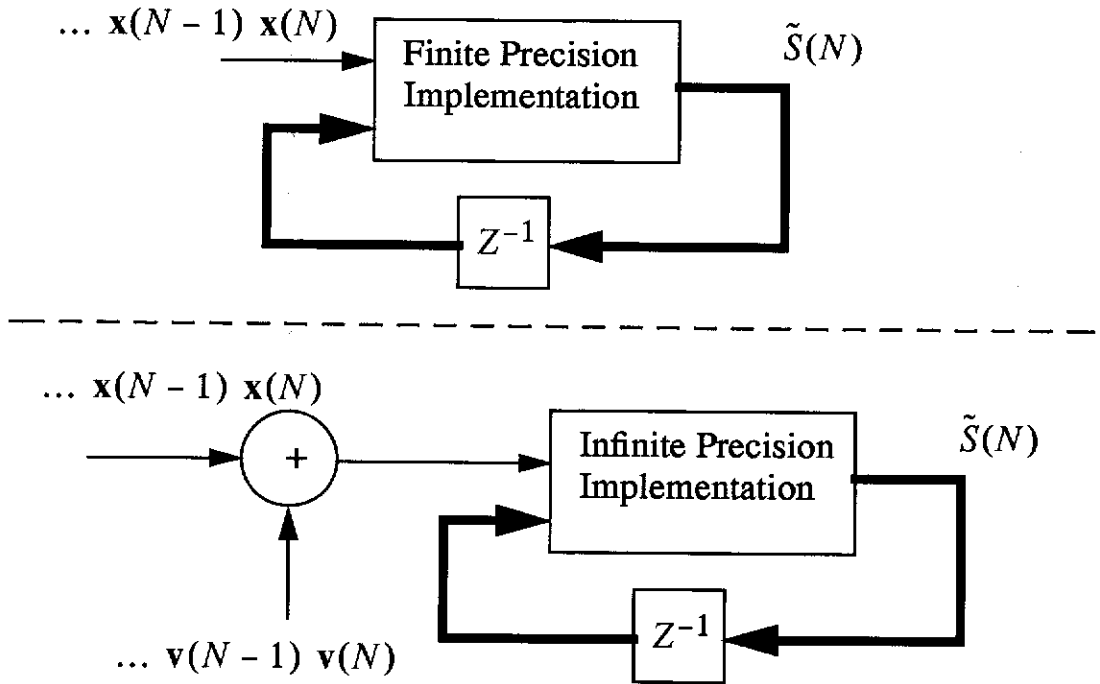 ... x(N – 1) x(N)
Finite Precision
Implementation
S̃(N)
Z⁻¹
... x(N – 1) x(N)
+
Infinite Precision
Implementation
S̃(N)
Z⁻¹
... v(N – 1) v(N)